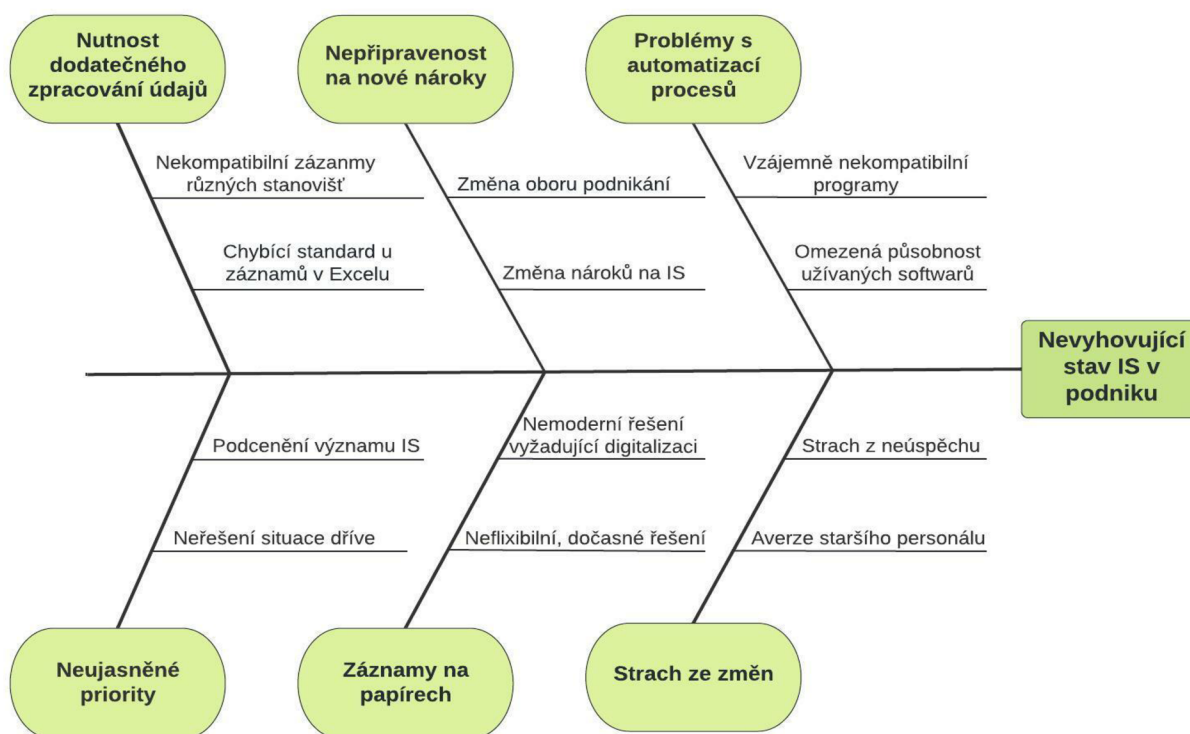 Nutnost
dodatečného
zpracování údajů
Nepřipravenost
na nové nároky
Problémy s
automatizací
procesů
Nekompatibilní zázanmy
různých stanovišť
Chybící standard u
záznamů v Excelu
Změna oboru podnikání
Změna nároků na IS
Vzájemně nekompatibilní
programy
Omezená působnost
užívaných softwarů
Nevyhovující
stav IS v
podniku
Podcenění významu IS
Neřešení situace dříve
Nemoderní řešení
vyžadující digitalizaci
Neflixibilní, dočasné řešení
Strach z neúspěchu
Averze staršího personálu
Neujasněné
priority
Záznamy na
papírech
Strach ze změn